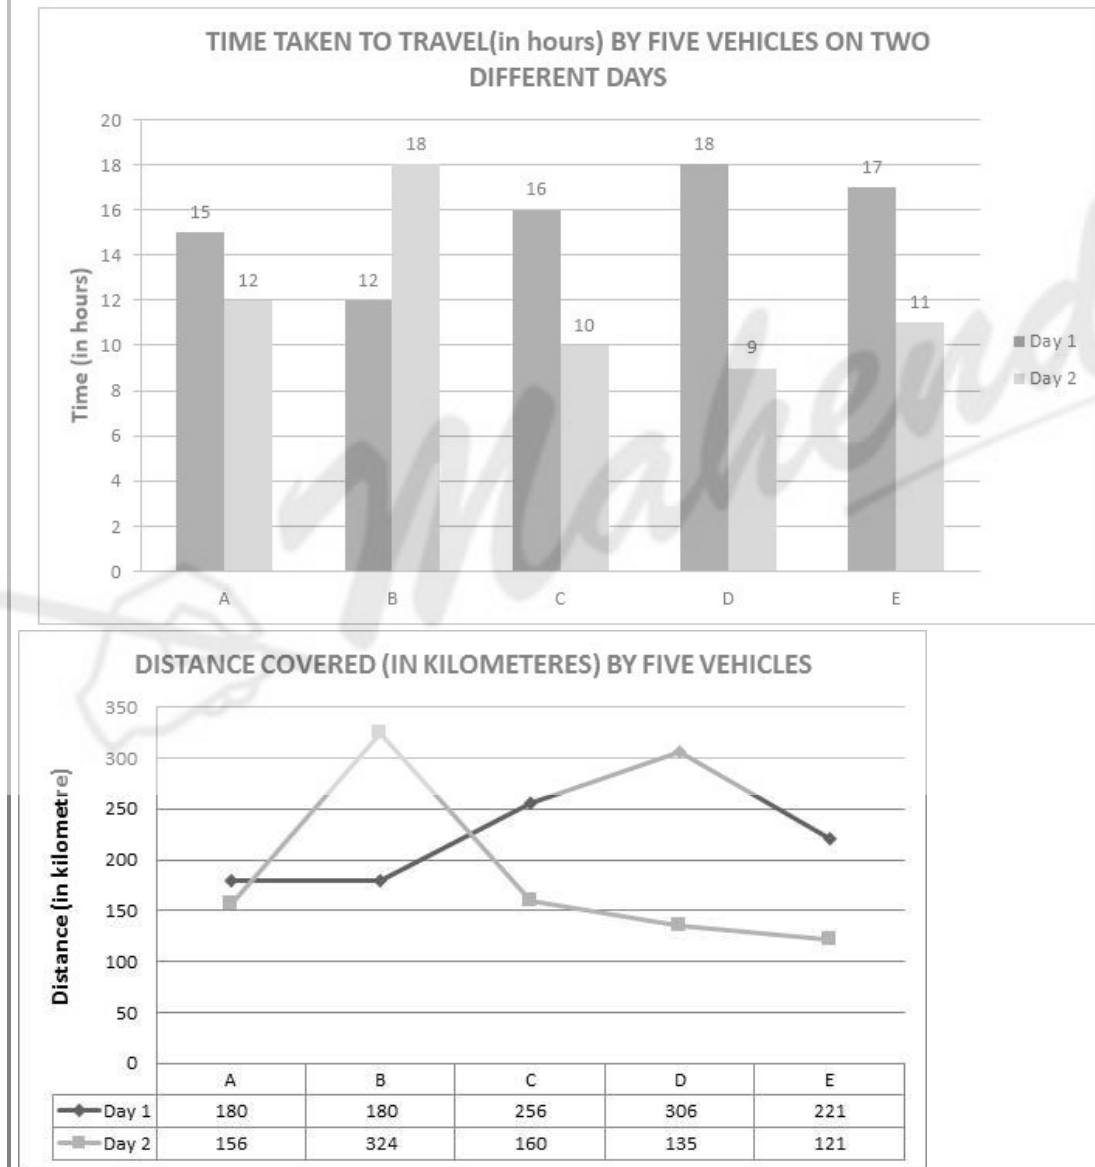 TIME TAKEN TO TRAVEL(in hours) BY FIVE VEHICLES ON TWO
DIFFERENT DAYS
20
18
16
14
12
10
8
6
4
2
0
Time (in hours)
15
12
12
18
16
10
18
9
17
11
A B C D E
Day 1
Day 2
DISTANCE COVERED (IN KILOMETERES) BY FIVE VEHICLES
350
300
250
200
150
100
50
0
Distance (in kilometre)
A B C D E
Day 1 180 180 256 306 221
Day 2 156 324 160 135 121